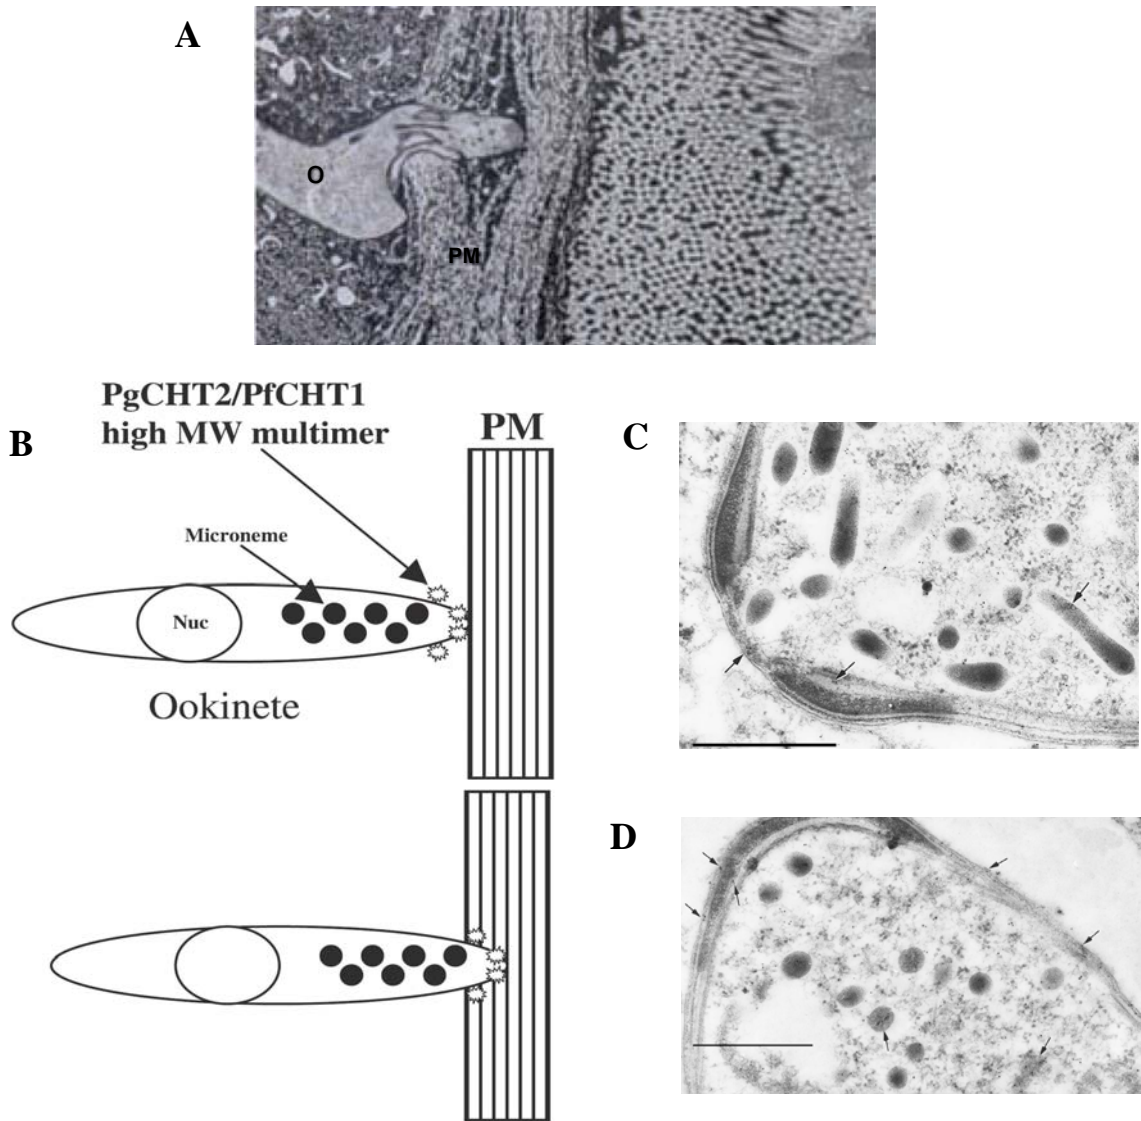 A
O
PM
PgCHT2/PfCHT1
high MW multimer
PM
B
Microneme
Nuc
Ookinete
C
D